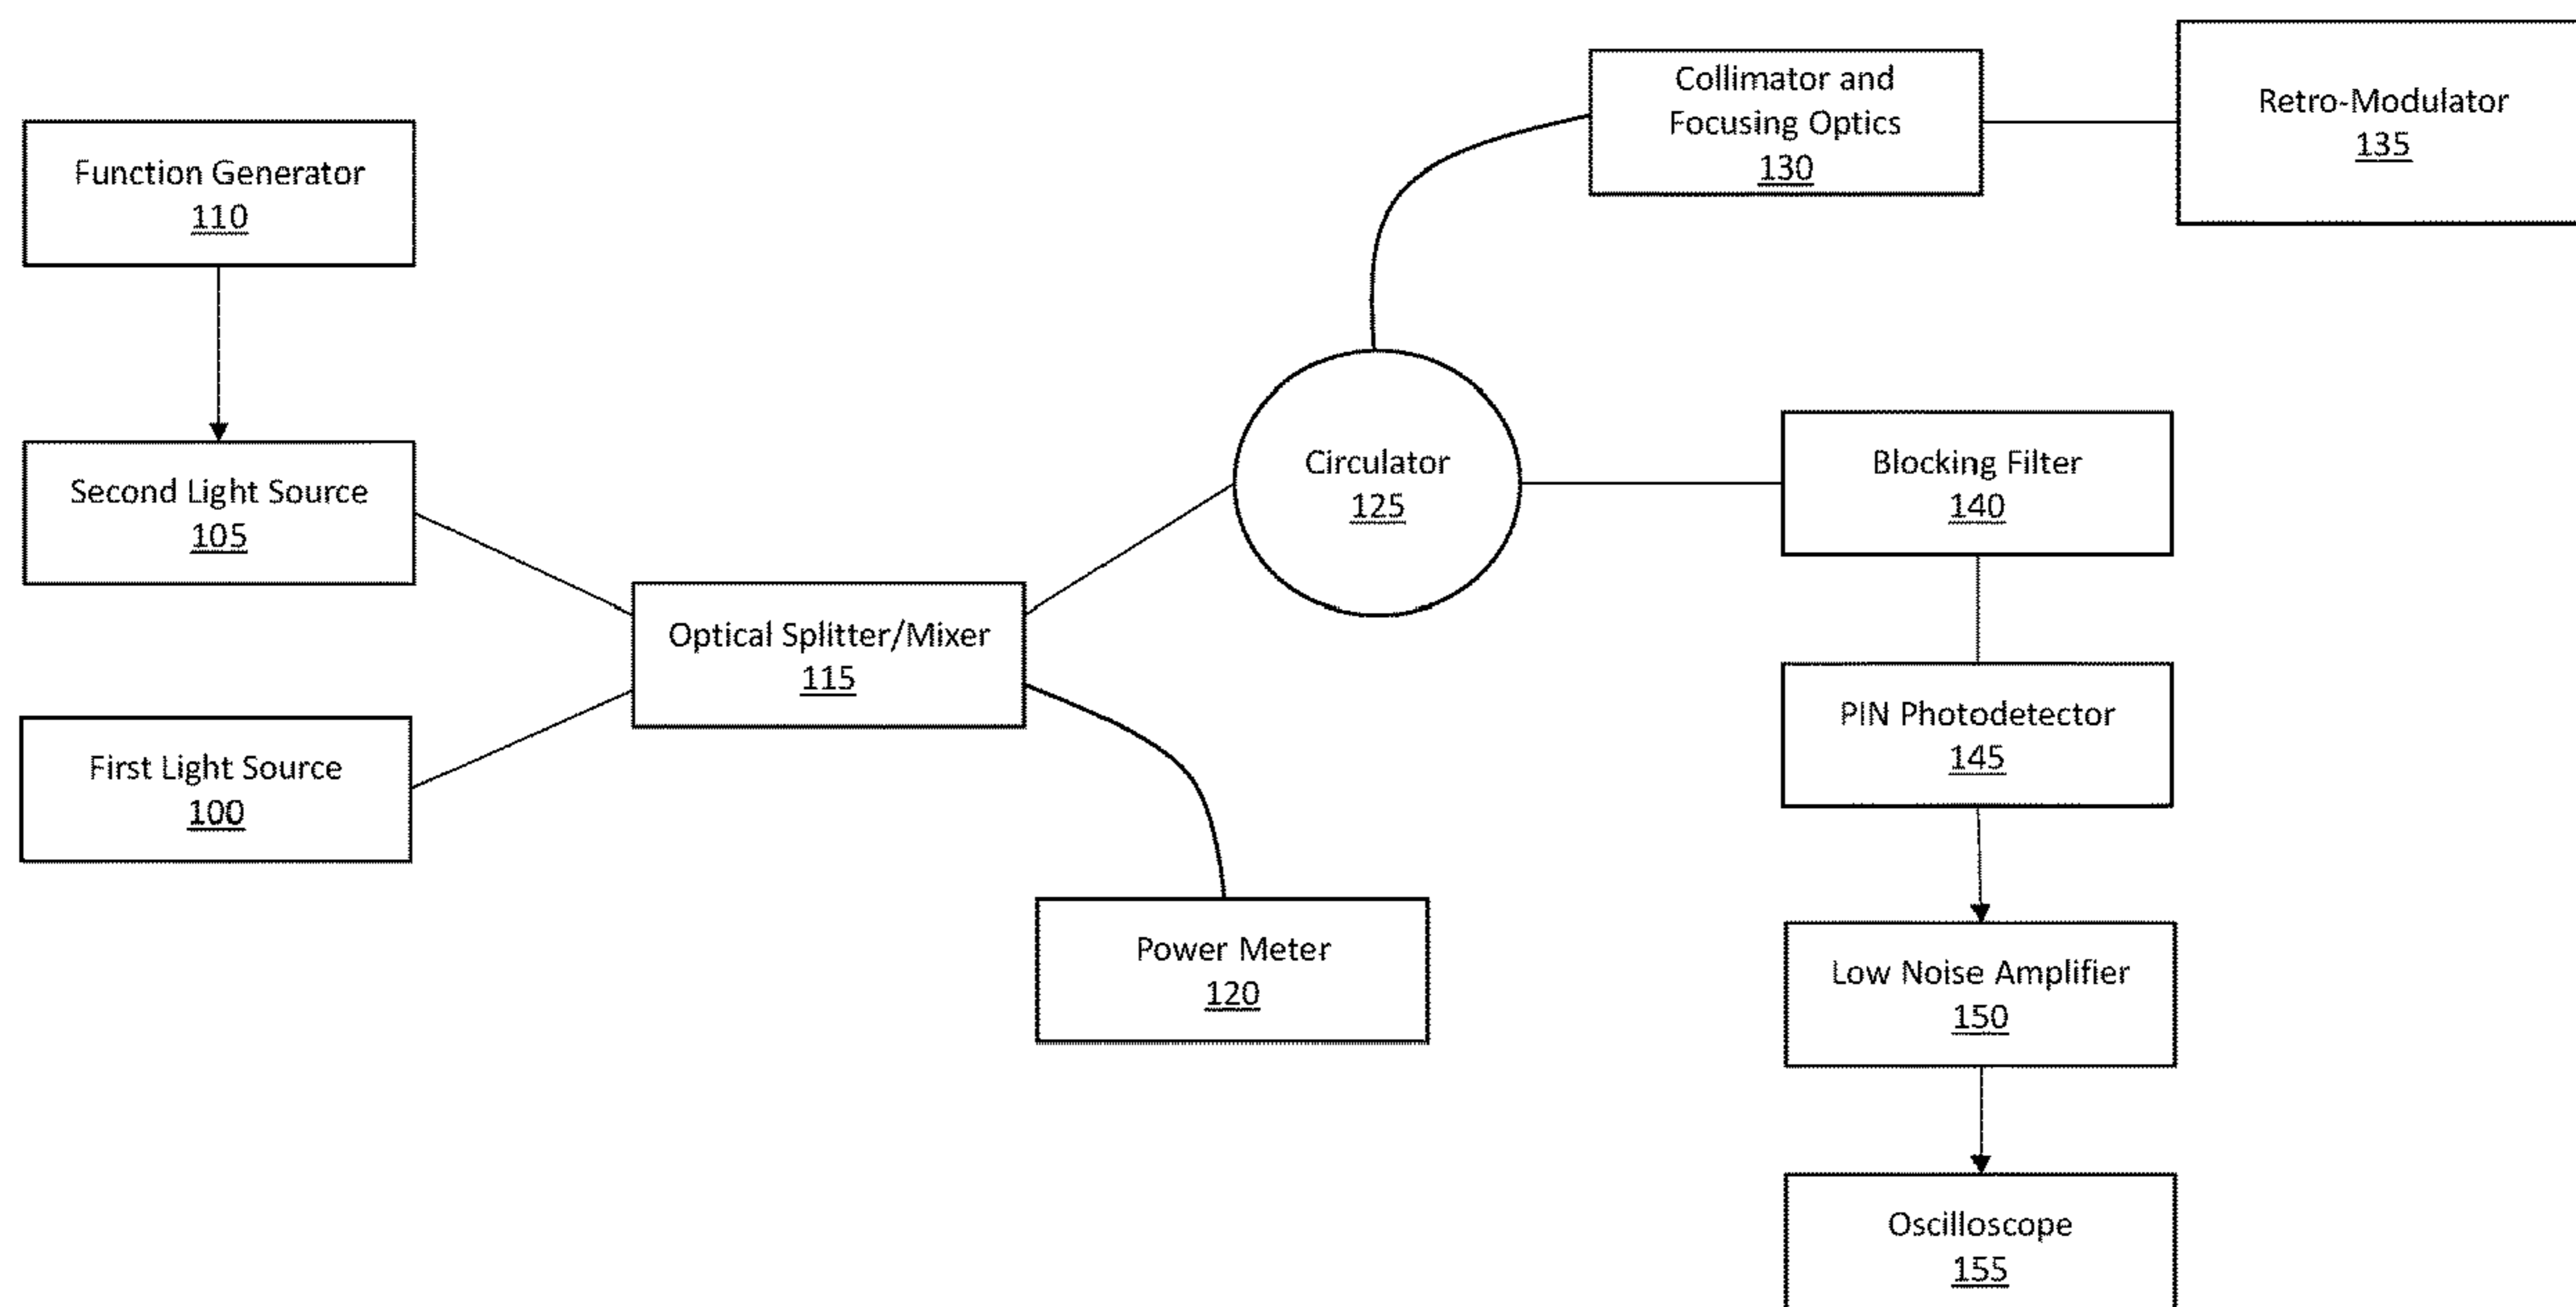 Function Generator
110
Second Light Source
105
First Light Source
100
Optical Splitter/Mixer
115
Power Meter
120
Circulator
125
Collimator and
Focusing Optics
130
Retro-Modulator
135
Blocking Filter
140
PIN Photodetector
145
Low Noise Amplifier
150
Oscilloscope
155